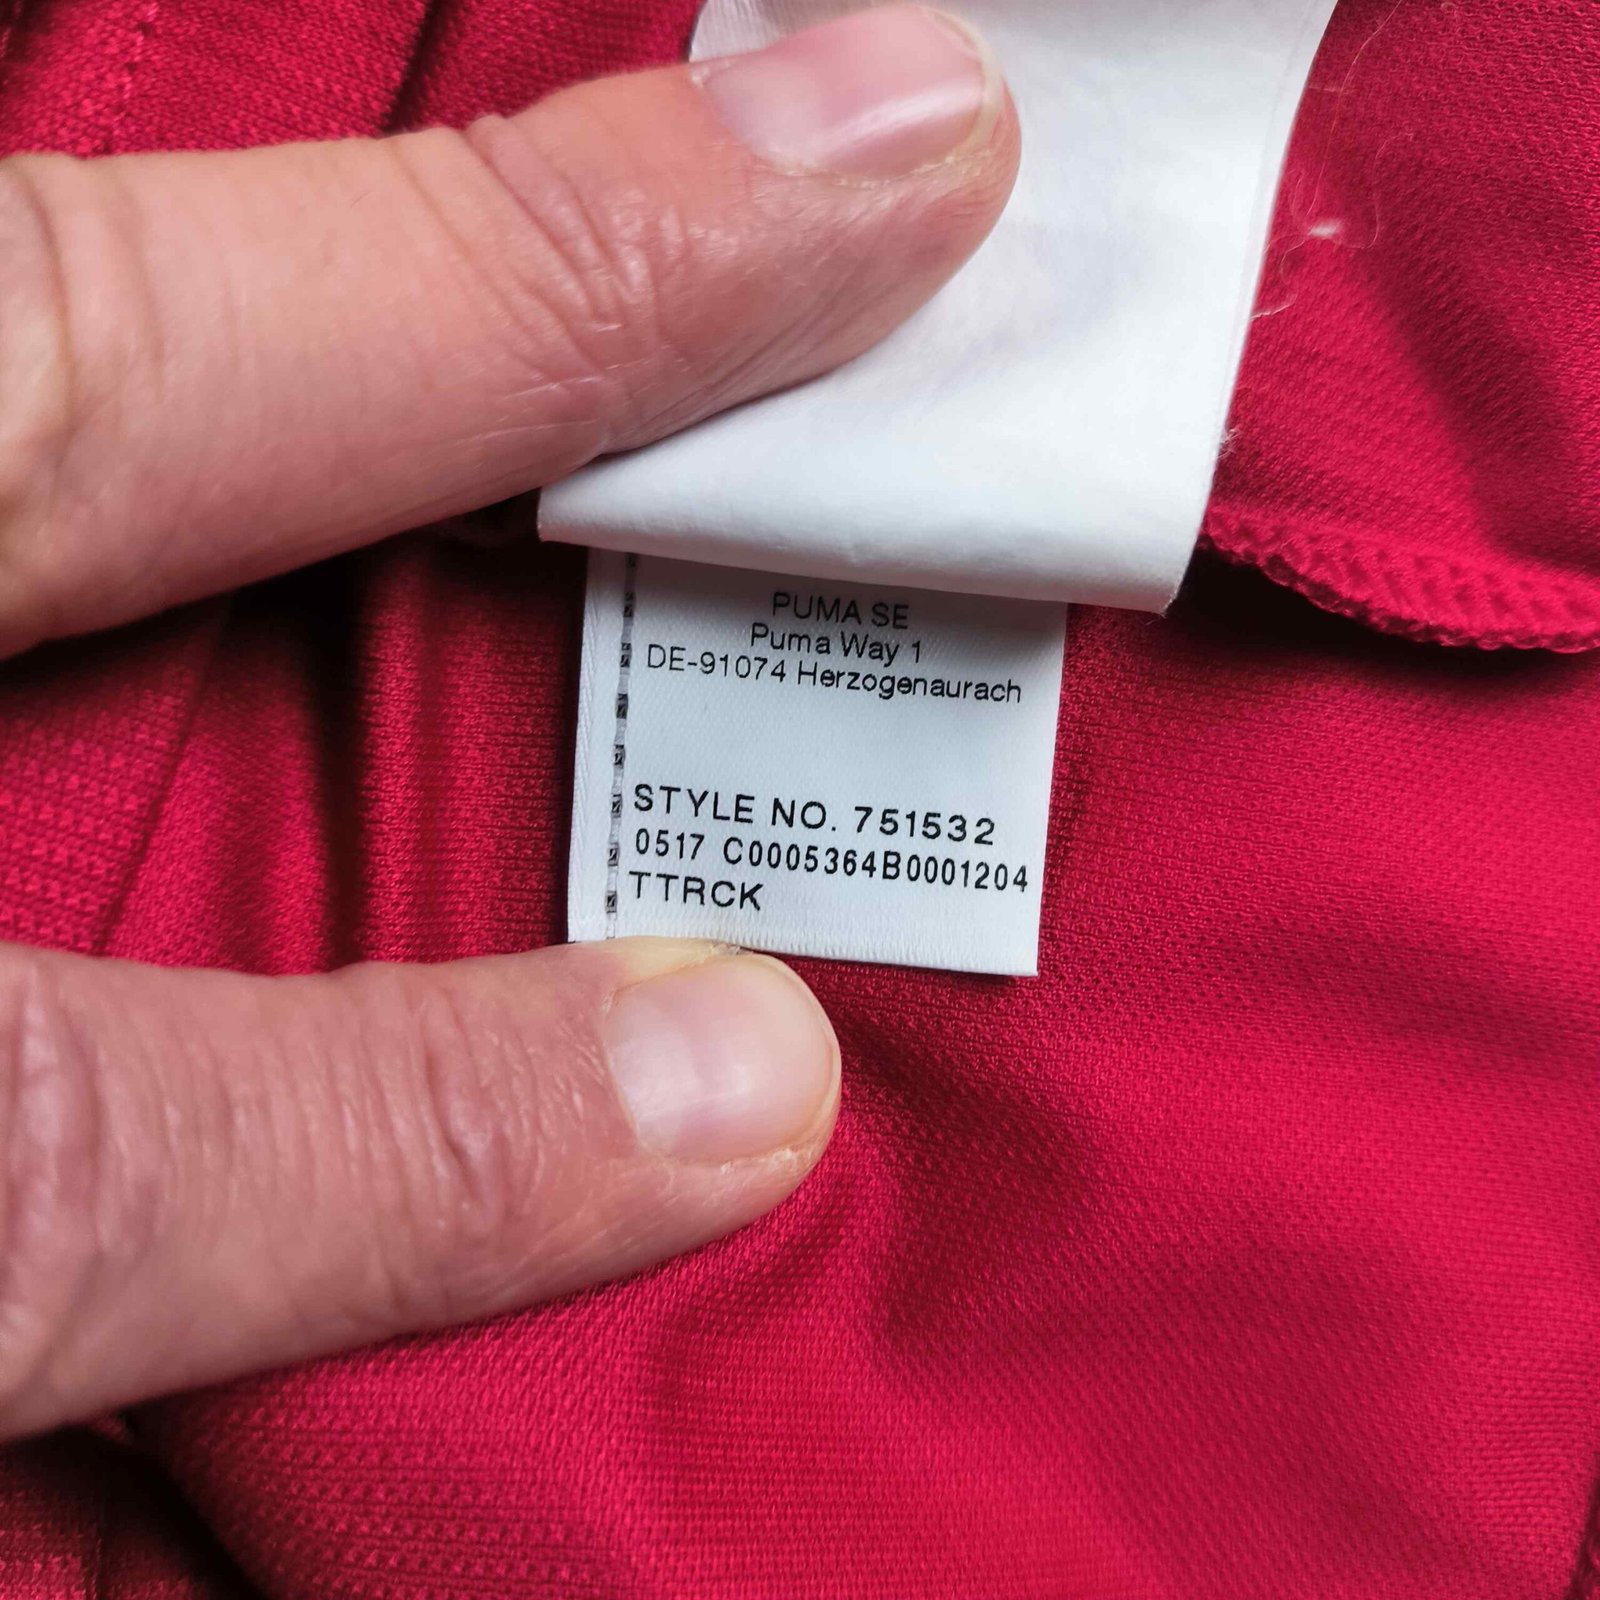 PUMA SE
Puma Way 1
DE-91074 Herzogenaurach
STYLE NO. 751532
0517 C0005364B0001204
TTRCK